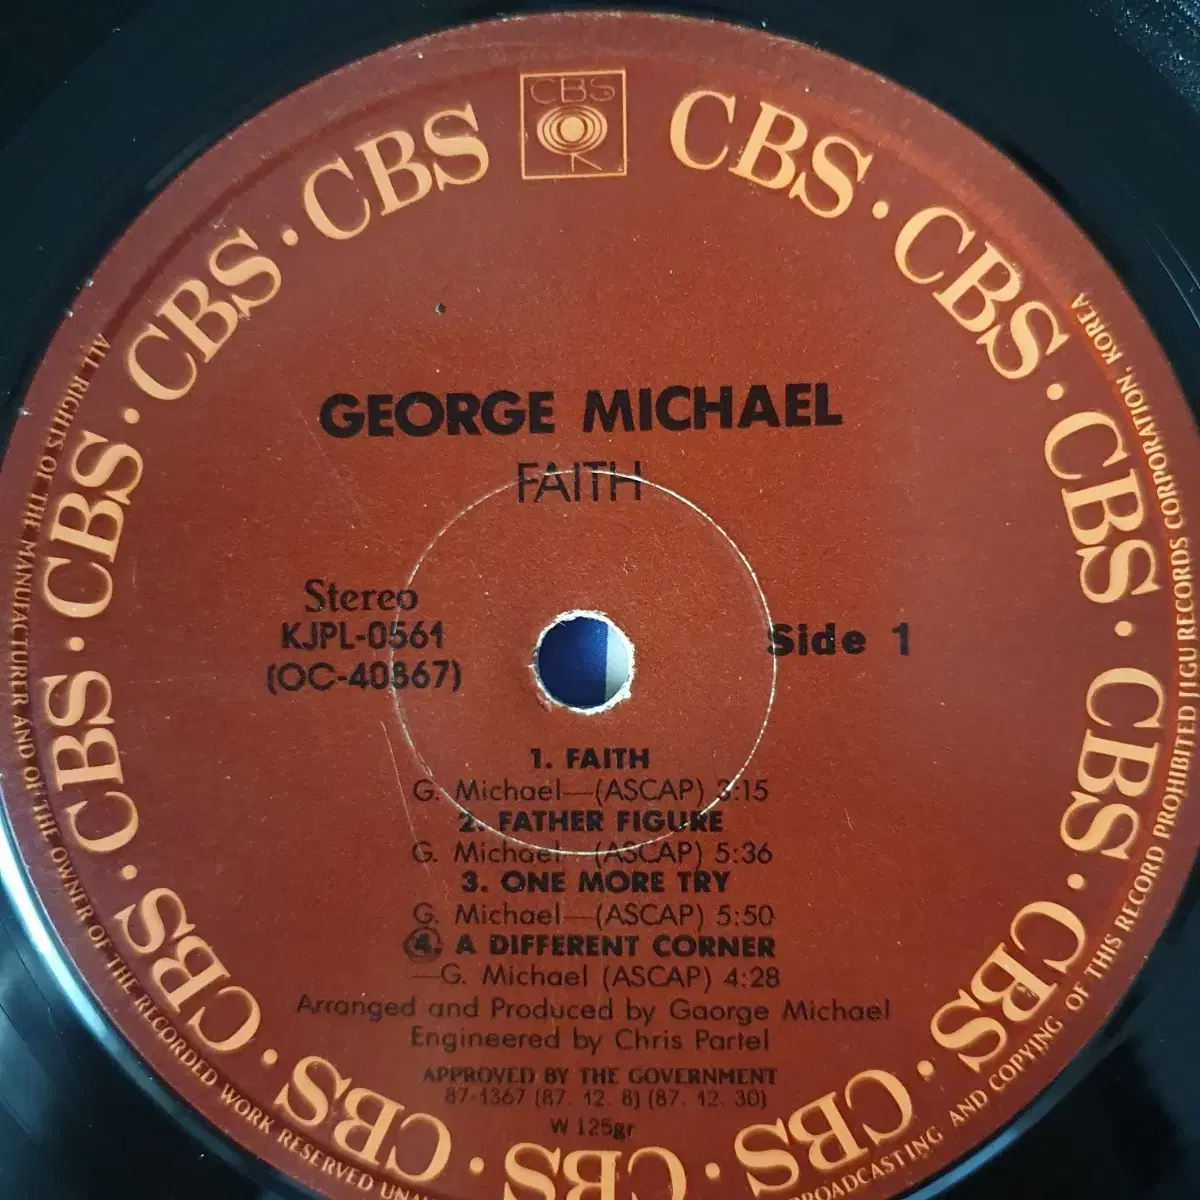 CBS
CBS · CBS · CBS · CBS · CBS · CBS · CBS · CBS · CBS · CBS · CBS · CBS · CBS
GEORGE MICHAEL
FAITH
Stereo
KJPL-0561
(OC-40867)
Side 1
1. FAITH
G. Michael—(ASCAP) 3:15
2. FATHER FIGURE
G. Michael—(ASCAP) 5:36
3. ONE MORE TRY
G. Michael—(ASCAP) 5:50
4. A DIFFERENT CORNER
—G. Michael (ASCAP) 4:28
Arranged and Produced by Gaorge Michael
Engineered by Chris Partel
APPROVED BY THE GOVERNMENT
87-1367 (87. 12. 8) (87. 12. 30)
W 125gr
ALL RIGHTS OF THE MANUFACTURER AND OF THE OWNER OF THE RECORDED WORK RESERVED
BROADCASTING AND COPYING OF THIS RECORD PROHIBITED JIGU RECORDS CORPORATION, KOREA